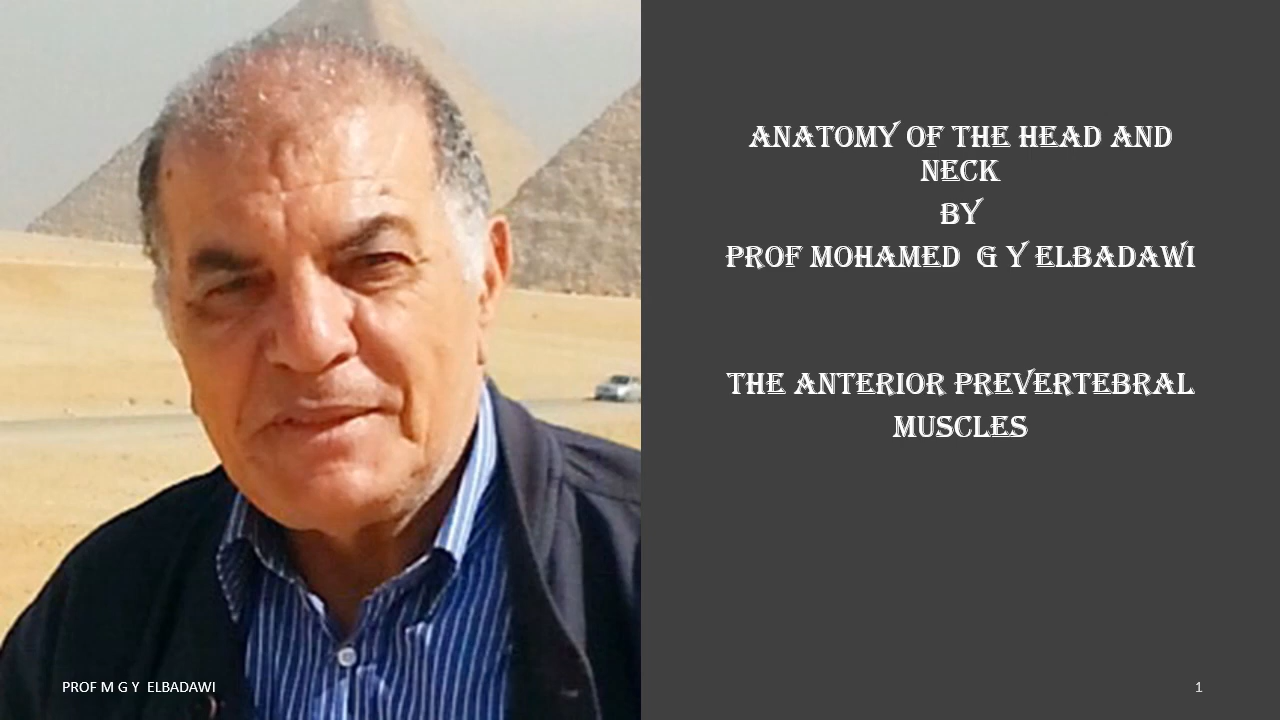 ANATOMY OF THE HEAD AND
NECK
BY
PROF MOHAMED G Y ELBADAWI
THE ANTERIOR PREVERTEBRAL
MUSCLES
PROF M G Y ELBADAWI
1